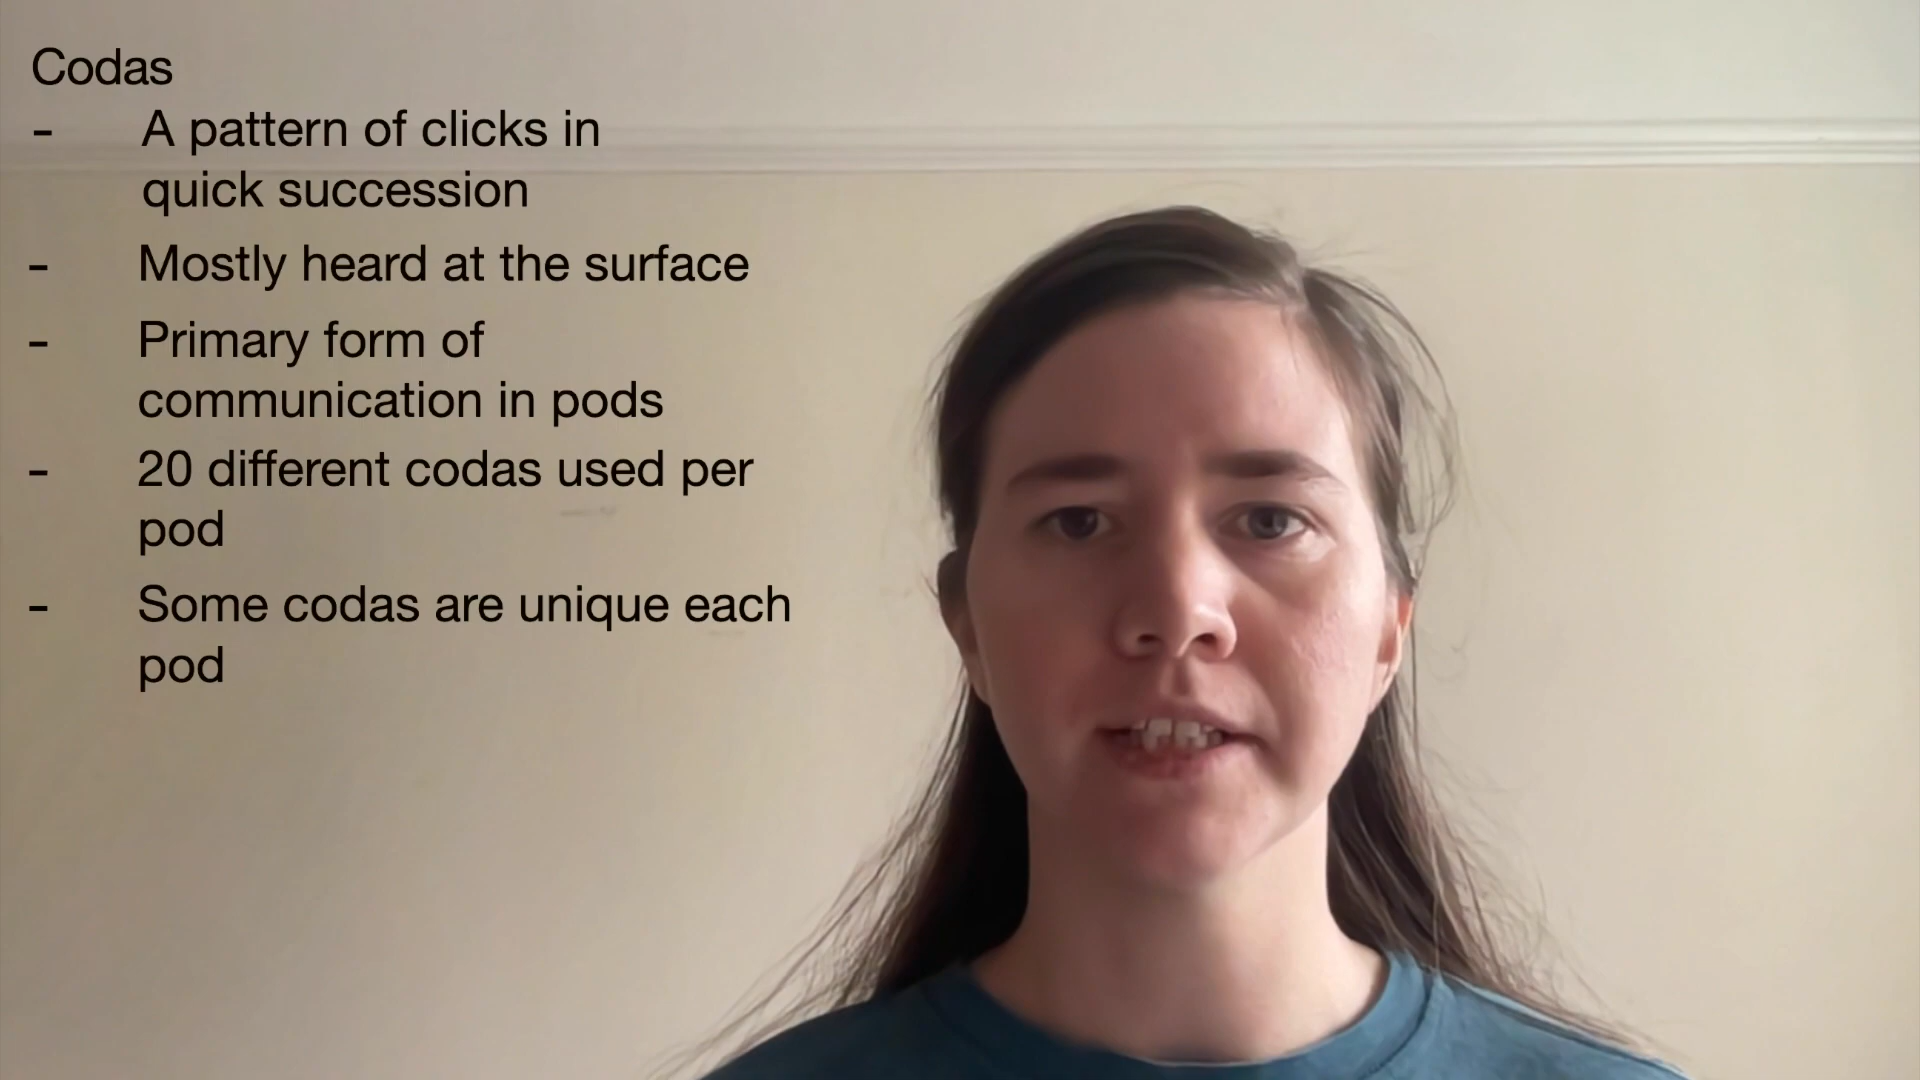 Codas
- A pattern of clicks in
quick succession
- Mostly heard at the surface
- Primary form of
communication in pods
- 20 different codas used per
pod
- Some codas are unique each
pod